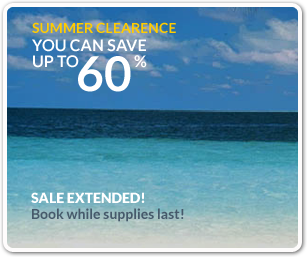 SUMMER CLEARENCE
YOU CAN SAVE
UP TO 60%
SALE EXTENDED!
Book while supplies last!